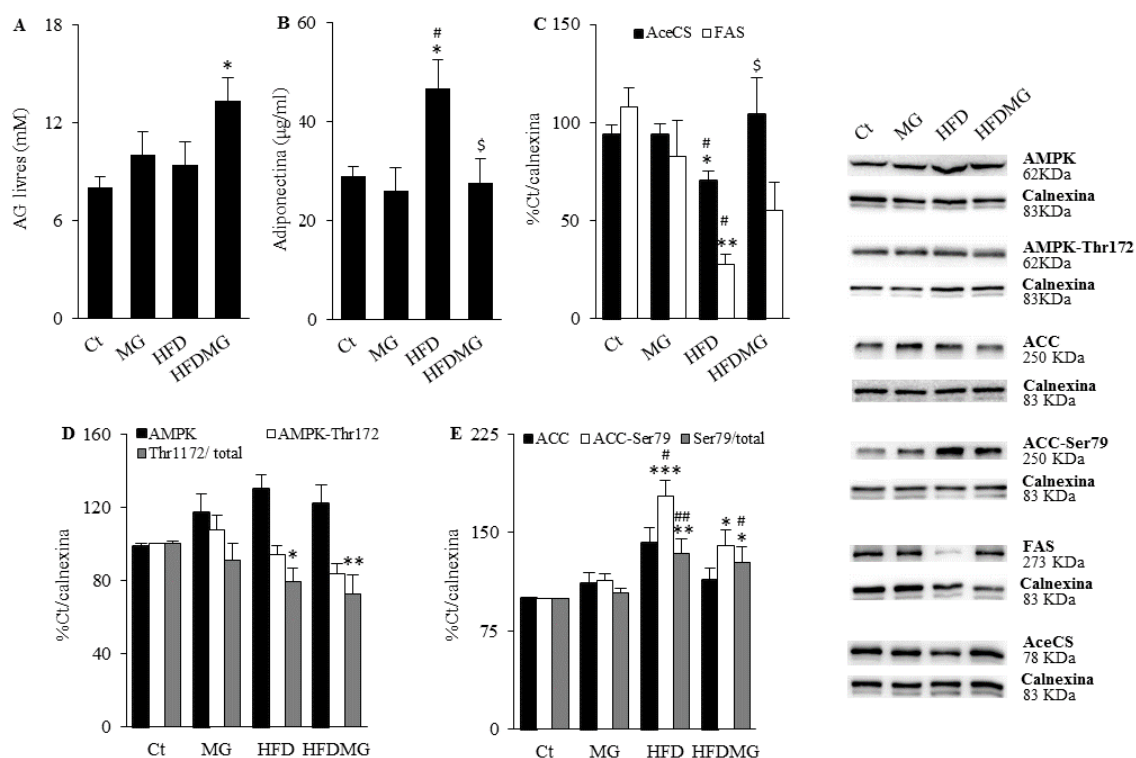 A
18
12
6
0
AG livres (mM)
*
Ct
MG
HFD
HFDMG
B
60
40
20
0
Adiponectina (µg/ml)
#
*
$
Ct
MG
HFD
HFDMG
C
AceCS
FAS
150
100
50
0
%Ct/calnexina
#
*
#
**
$
Ct
MG
HFD
HFDMG
D
AMPK
AMPK-Thr172
Thr1172/ total
160
120
80
40
0
%Ct/calnexina
*
**
Ct
MG
HFD
HFDMG
E
ACC
ACC-Ser79
Ser79/total
225
150
75
0
%Ct/calnexina
#
***
##
**
*
#
*
Ct
MG
HFD
HFDMG
Ct
MG
HFD
HFDMG
AMPK
62KDa
Calnexina
83KDa
AMPK-Thr172
62KDa
Calnexina
83KDa
ACC
250 KDa
Calnexina
83 KDa
ACC-Ser79
250 KDa
Calnexina
83 KDa
FAS
273 KDa
Calnexina
83 KDa
AceCS
78 KDa
Calnexina
83 KDa